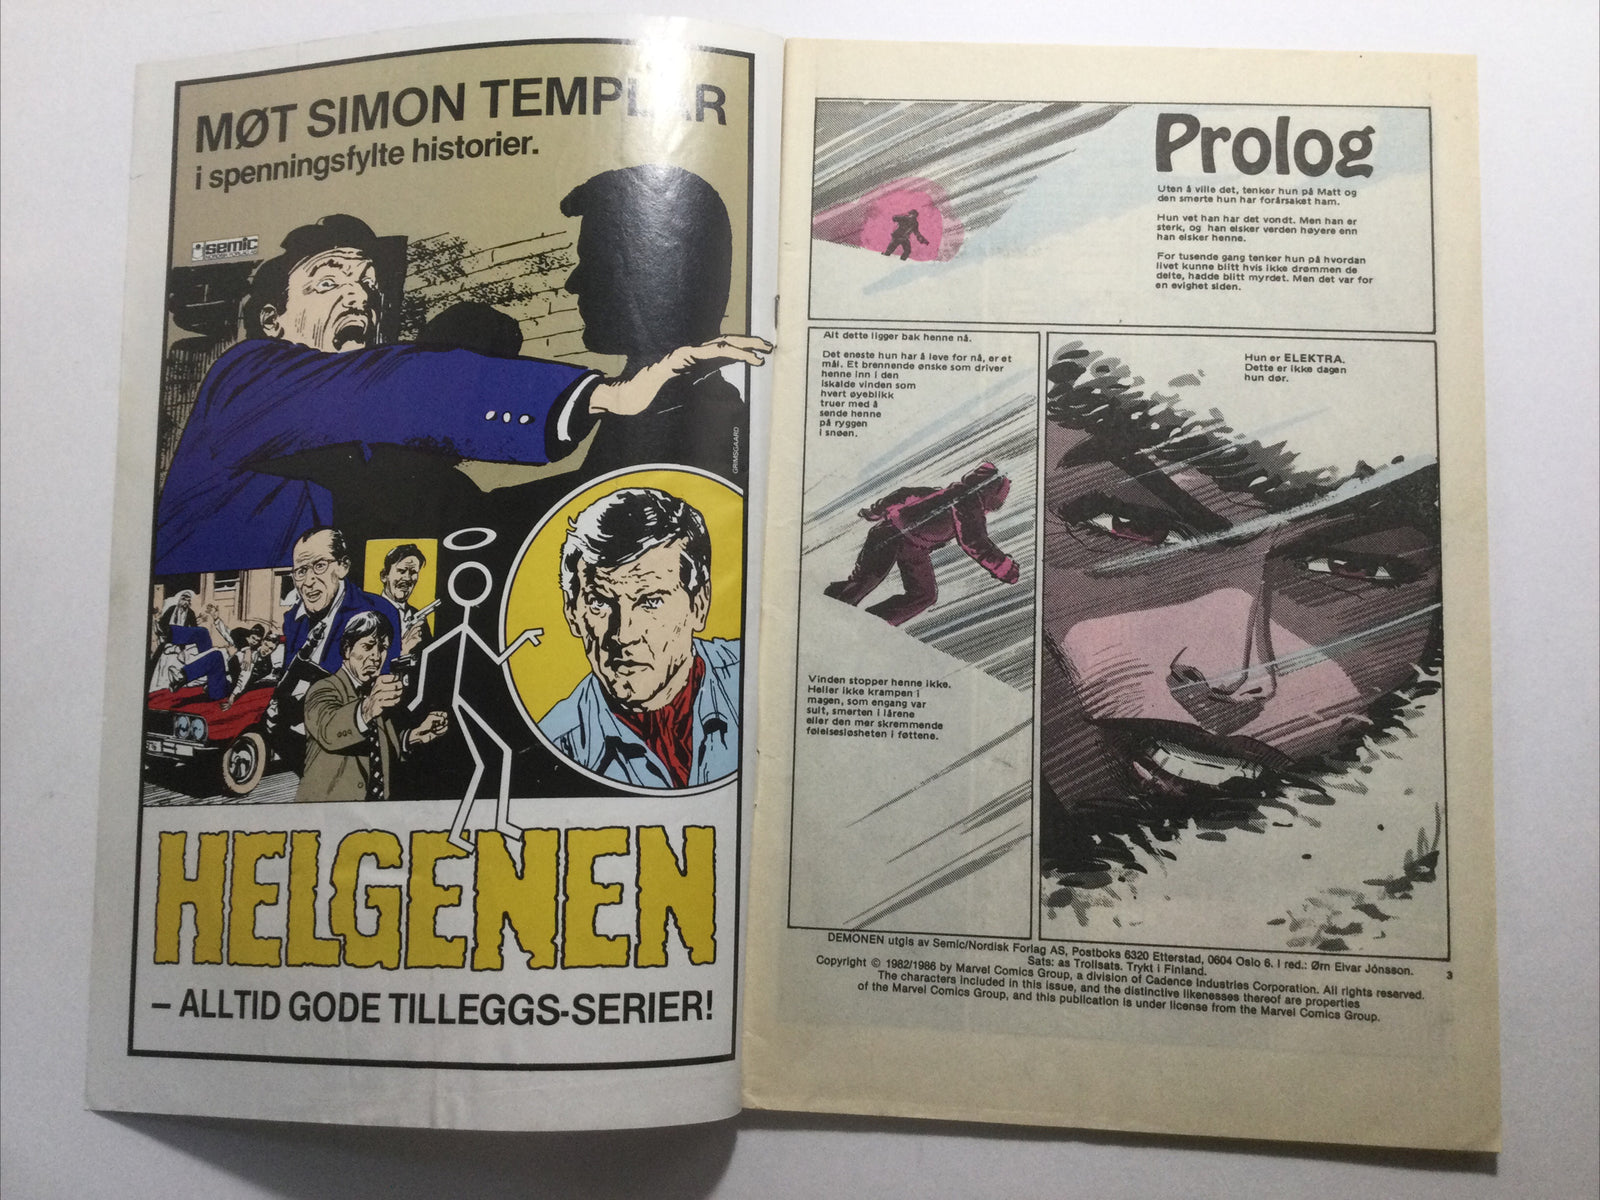 MØT SIMON TEMPLAR
i spenningsfylte historier.
semic
GRIMSGAARD
HELGENEN
– ALLTID GODE TILLEGGS-SERIER!
Prolog
Uten å ville det, tenker hun på Matt og
den smerte hun har forårsaket ham.
Hun vet han har det vondt. Men han er
sterk, og han elsker verden høyere enn
han elsker henne.
For tusende gang tenker hun på hvordan
livet kunne blitt hvis ikke drømmen de
delte, hadde blitt myrdet. Men det var for
en evighet siden.
Alt dette ligger bak henne nå.
Det eneste hun har å leve for nå, er et
mål. Et brennende ønske som driver
henne inn i den
iskalde vinden som
hvert øyeblikk
truer med å
sende henne
på ryggen
i snøen.
Hun er ELEKTRA.
Dette er ikke dagen
hun dør.
Vinden stopper henne ikke.
Heller ikke krampen i
magen, som engang var
sult, smerten i lårene
eller den mer skremmende
følelsesløsheten i føttene.
DEMONEN utgis av Semic/Nordisk Forlag AS, Postboks 6320 Etterstad, 0604 Oslo 6. I red.: Ørn Eivar Jónsson.
Sats: as Trollsats. Trykt i Finland.
Copyright © 1982/1986 by Marvel Comics Group, a division of Cadence Industries Corporation. All rights reserved.
The characters included in this issue, and the distinctive likenesses thereof are properties
of the Marvel Comics Group, and this publication is under license from the Marvel Comics Group.
3